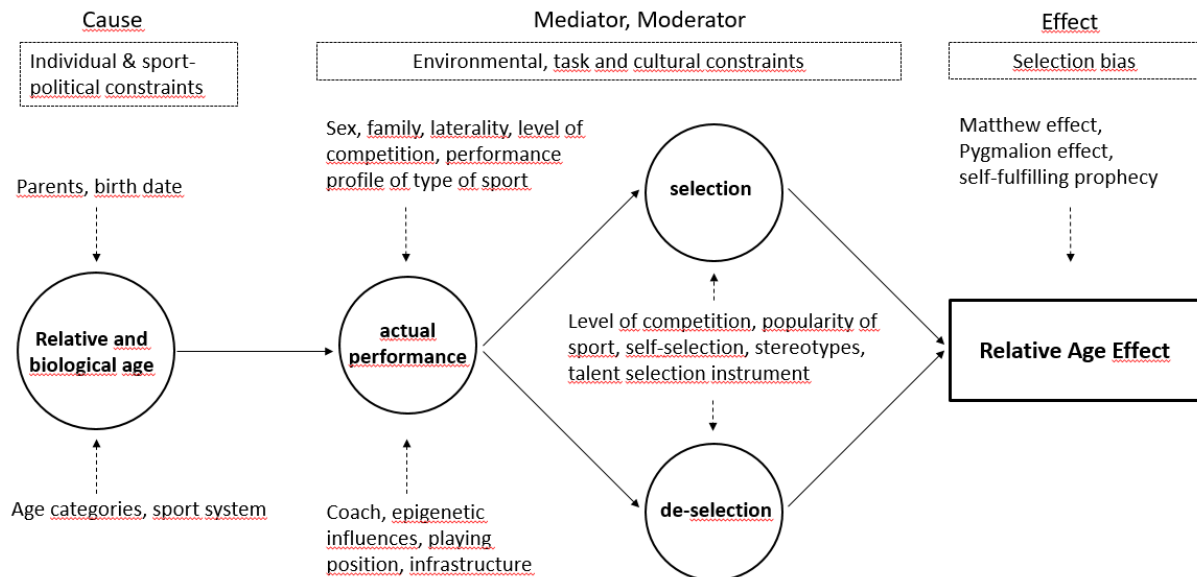 Cause
Mediator, Moderator
Effect
Individual & sport-
political constraints
Environmental, task and cultural constraints
Selection bias
Sex, family, laterality, level of
competition, performance
profile of type of sport
Matthew effect,
Pygmalion effect,
self-fulfilling prophecy
Parents, birth date
selection
Relative and
biological age
actual
performance
Level of competition, popularity of
sport, self-selection, stereotypes,
talent selection instrument
Relative Age Effect
Age categories, sport system
Coach, epigenetic
influences, playing
position, infrastructure
de-selection